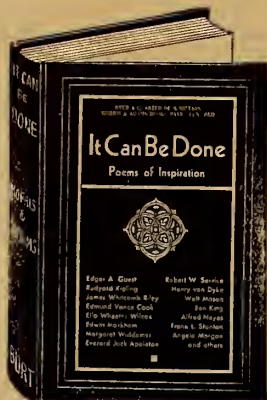 IT CAN
BE
DONE
POEMS
&
BURT
It Can Be Done
Poems of Inspiration
Edgar A. Guest
Rudyard Kipling
James Whitcomb Riley
Edmund Vance Cook
Ella Wheeler Wilcox
Edwin Markham
Margaret Widdemer
Everard Jack Appleton
Robert W. Service
Henry van Dyke
Walt Mason
Ben King
Alfred Noyes
Frank L. Stanton
Angela Morgan
and others